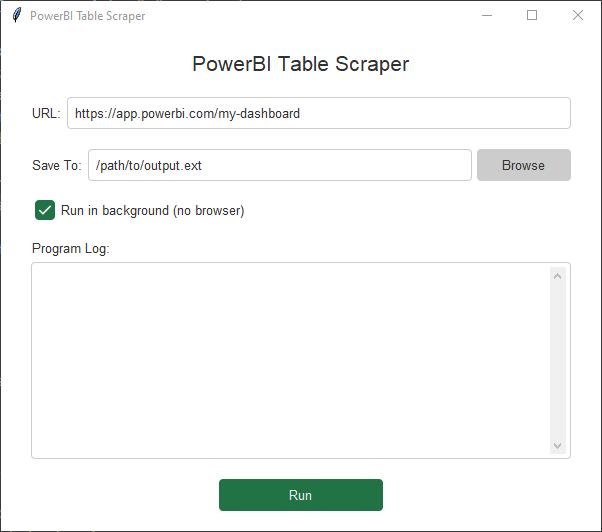 PowerBI Table Scraper
PowerBI Table Scraper
URL: https://app.powerbi.com/my-dashboard
Save To: /path/to/output.ext Browse
Run in background (no browser)
Program Log:
Run